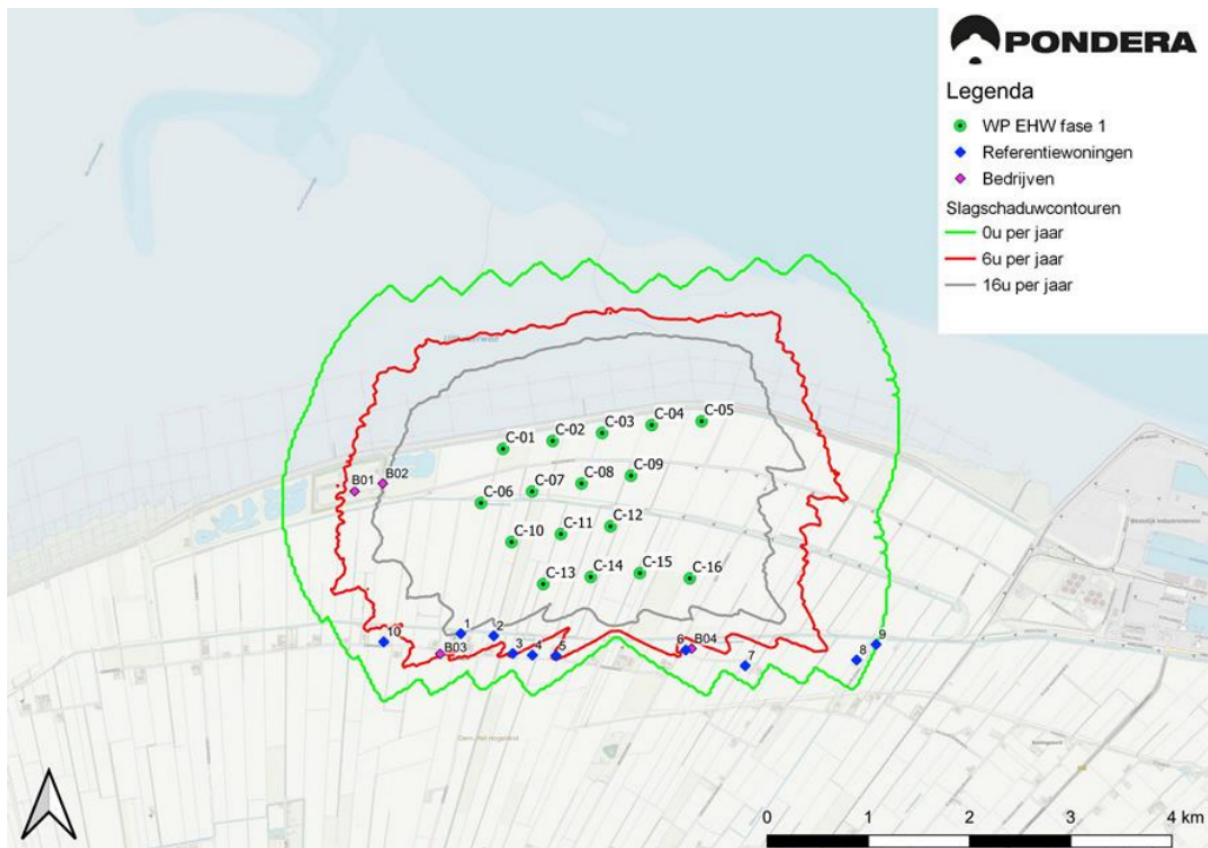 PONDERA
Legenda
WP EHW fase 1
Referentiewoningen
Bedrijven
Slagschaduwcontouren
0u per jaar
6u per jaar
16u per jaar
C-01
C-02
C-03
C-04
C-05
C-06
C-07
C-08
C-09
C-10
C-11
C-12
C-13
C-14
C-15
C-16
B01
B02
B03
B04
1
2
3
4
5
6
7
8
9
10
0
1
2
3
4 km